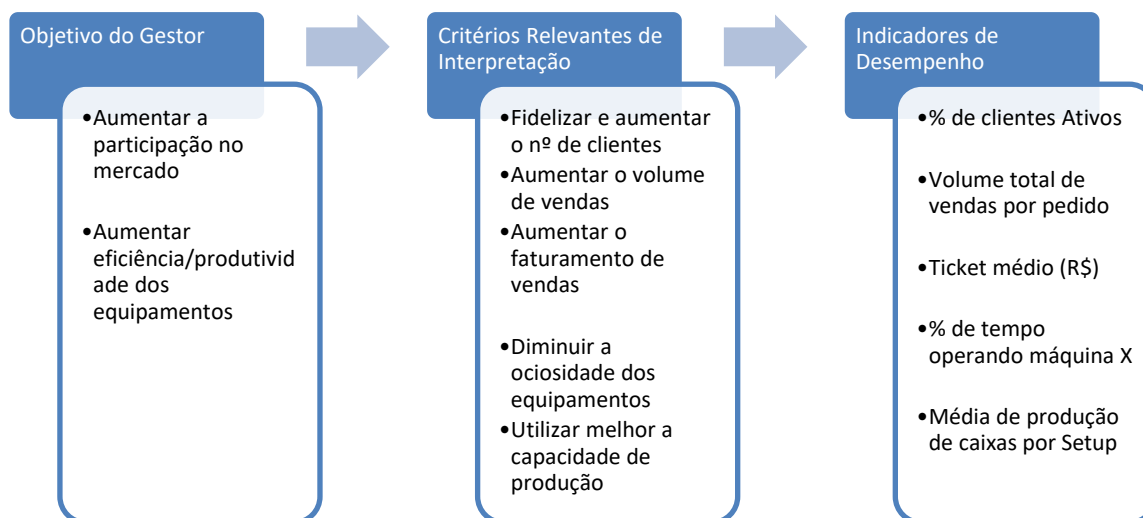 Objetivo do Gestor
•Aumentar a
participação no
mercado
•Aumentar
eficiência/produtivid
ade dos
equipamentos
Critérios Relevantes de
Interpretação
•Fidelizar e aumentar
o nº de clientes
•Aumentar o volume
de vendas
•Aumentar o
faturamento de
vendas
•Diminuir a
ociosidade dos
equipamentos
•Utilizar melhor a
capacidade de
produção
Indicadores de
Desempenho
•% de clientes Ativos
•Volume total de
vendas por pedido
•Ticket médio (R$)
•% de tempo
operando máquina X
•Média de produção
de caixas por Setup